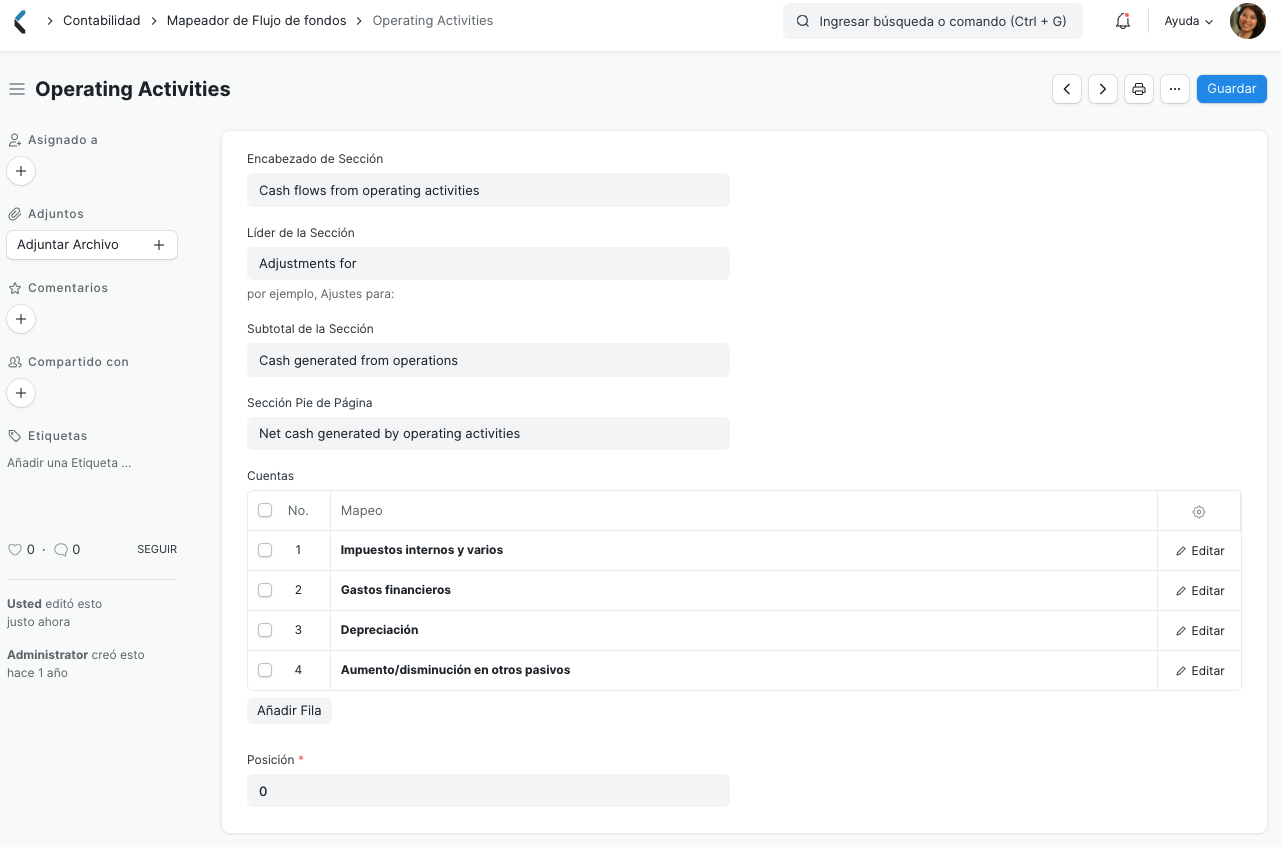 Contabilidad Mapeador de Flujo de fondos Operating Activities
Ingresar búsqueda o comando (Ctrl + G)
Ayuda
Operating Activities
Guardar
Asignado a
Adjuntos
Adjuntar Archivo
Comentarios
Compartido con
Etiquetas
Añadir una Etiqueta ...
0 · 0 SEGUIR
Usted editó esto
justo ahora
Administrator creó esto
hace 1 año
Encabezado de Sección
Cash flows from operating activities
Líder de la Sección
Adjustments for
por ejemplo, Ajustes para:
Subtotal de la Sección
Cash generated from operations
Sección Pie de Página
Net cash generated by operating activities
Cuentas
No. Mapeo
1 Impuestos internos y varios Editar
2 Gastos financieros Editar
3 Depreciación Editar
4 Aumento/disminución en otros pasivos Editar
Añadir Fila
Posición *
0